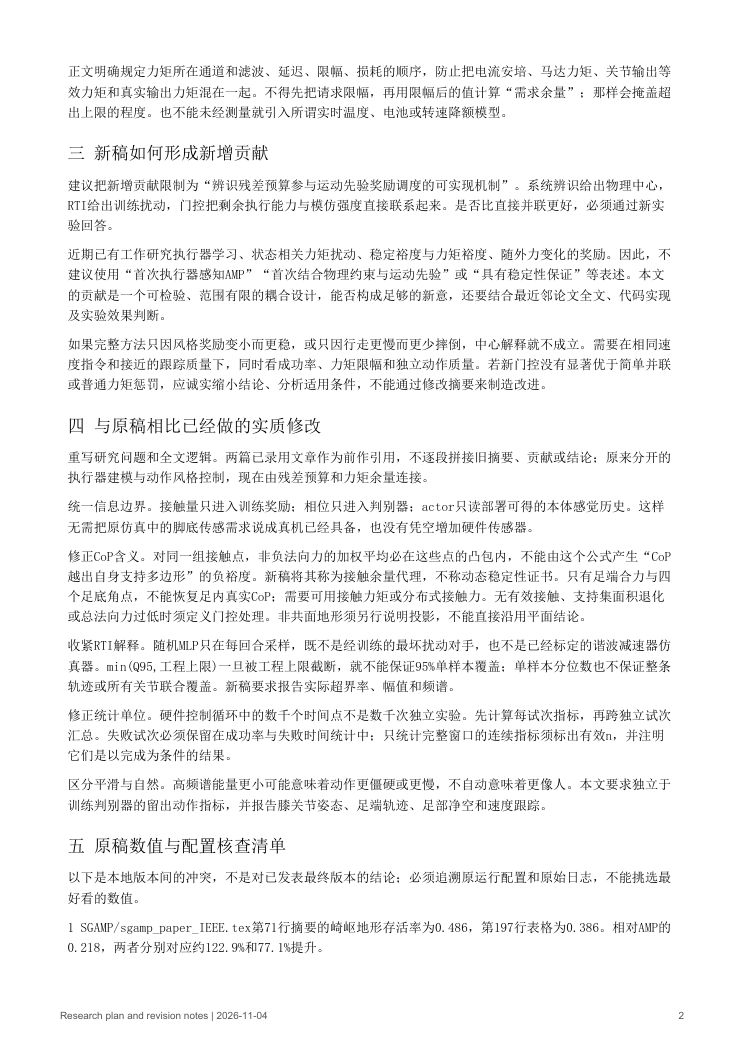 正文明确规定力矩所在通道和滤波、延迟、限幅、损耗的顺序，防止把电流安培、马达力矩、关节输出等
效力矩和真实输出力矩混在一起。不得先把请求限幅，再用限幅后的值计算“需求余量”；那样会掩盖超
出上限的程度。也不能未经测量就引入所谓实时温度、电池或转速降额模型。
三 新稿如何形成新增贡献
建议把新增贡献限制为“辨识残差预算参与运动先验奖励调度的可实现机制”。系统辨识给出物理中心，
RTI给出训练扰动，门控把剩余执行能力与模仿强度直接联系起来。是否比直接并联更好，必须通过新实
验回答。
近期已有工作研究执行器学习、状态相关力矩扰动、稳定裕度与力矩裕度、随外力变化的奖励。因此，不
建议使用“首次执行器感知AMP”“首次结合物理约束与运动先验”或“具有稳定性保证”等表述。本文
的贡献是一个可检验、范围有限的耦合设计，能否构成足够的新意，还要结合最近邻论文全文、代码实现
及实验效果判断。
如果完整方法只因风格奖励变小而更稳，或只因行走更慢而更少摔倒，中心解释就不成立。需要在相同速
度指令和接近的跟踪质量下，同时看成功率、力矩限幅和独立动作质量。若新门控没有显著优于简单并联
或普通力矩惩罚，应诚实缩小结论、分析适用条件，不能通过修改摘要来制造改进。
四 与原稿相比已经做的实质修改
重写研究问题和全文逻辑。两篇已录用文章作为前作引用，不逐段拼接旧摘要、贡献或结论；原来分开的
执行器建模与动作风格控制，现在由残差预算和力矩余量连接。
统一信息边界。接触量只进入训练奖励；相位只进入判别器；actor只读部署可得的本体感觉历史。这样
无需把原仿真中的脚底传感需求说成真机已经具备，也没有凭空增加硬件传感器。
修正CoP含义。对同一组接触点，非负法向力的加权平均必在这些点的凸包内，不能由这个公式产生“CoP
越出自身支持多边形”的负裕度。新稿将其称为接触余量代理，不称动态稳定性证书。只有足端合力与四
个足底角点，不能恢复足内真实CoP；需要可用接触力矩或分布式接触力。无有效接触、支持集面积退化
或总法向力过低时须定义门控处理。非共面地形须另行说明投影，不能直接沿用平面结论。
收紧RTI解释。随机MLP只在每回合采样，既不是经训练的最坏扰动对手，也不是已经标定的谐波减速器仿
真器。min(Q95,工程上限)一旦被工程上限截断，就不能保证95%单样本覆盖；单样本分位数也不保证整条
轨迹或所有关节联合覆盖。新稿要求报告实际超界率、幅值和频谱。
修正统计单位。硬件控制循环中的数千个时间点不是数千次独立实验。先计算每试次指标，再跨独立试次
汇总。失败试次必须保留在成功率与失败时间统计中；只统计完整窗口的连续指标须标出有效n，并注明
它们是以完成为条件的结果。
区分平滑与自然。高频谱能量更小可能意味着动作更僵硬或更慢，不自动意味着更像人。本文要求独立于
训练判别器的留出动作指标，并报告膝关节姿态、足端轨迹、足部净空和速度跟踪。
五 原稿数值与配置核查清单
以下是本地版本间的冲突，不是对已发表最终版本的结论；必须追溯原运行配置和原始日志，不能挑选最
好看的数值。
1 SGAMP/sgamp_paper_IEEE.tex第71行摘要的崎岖地形存活率为0.486，第197行表格为0.386。相对AMP的
0.218，两者分别对应约122.9%和77.1%提升。
Research plan and revision notes | 2026-11-04
2